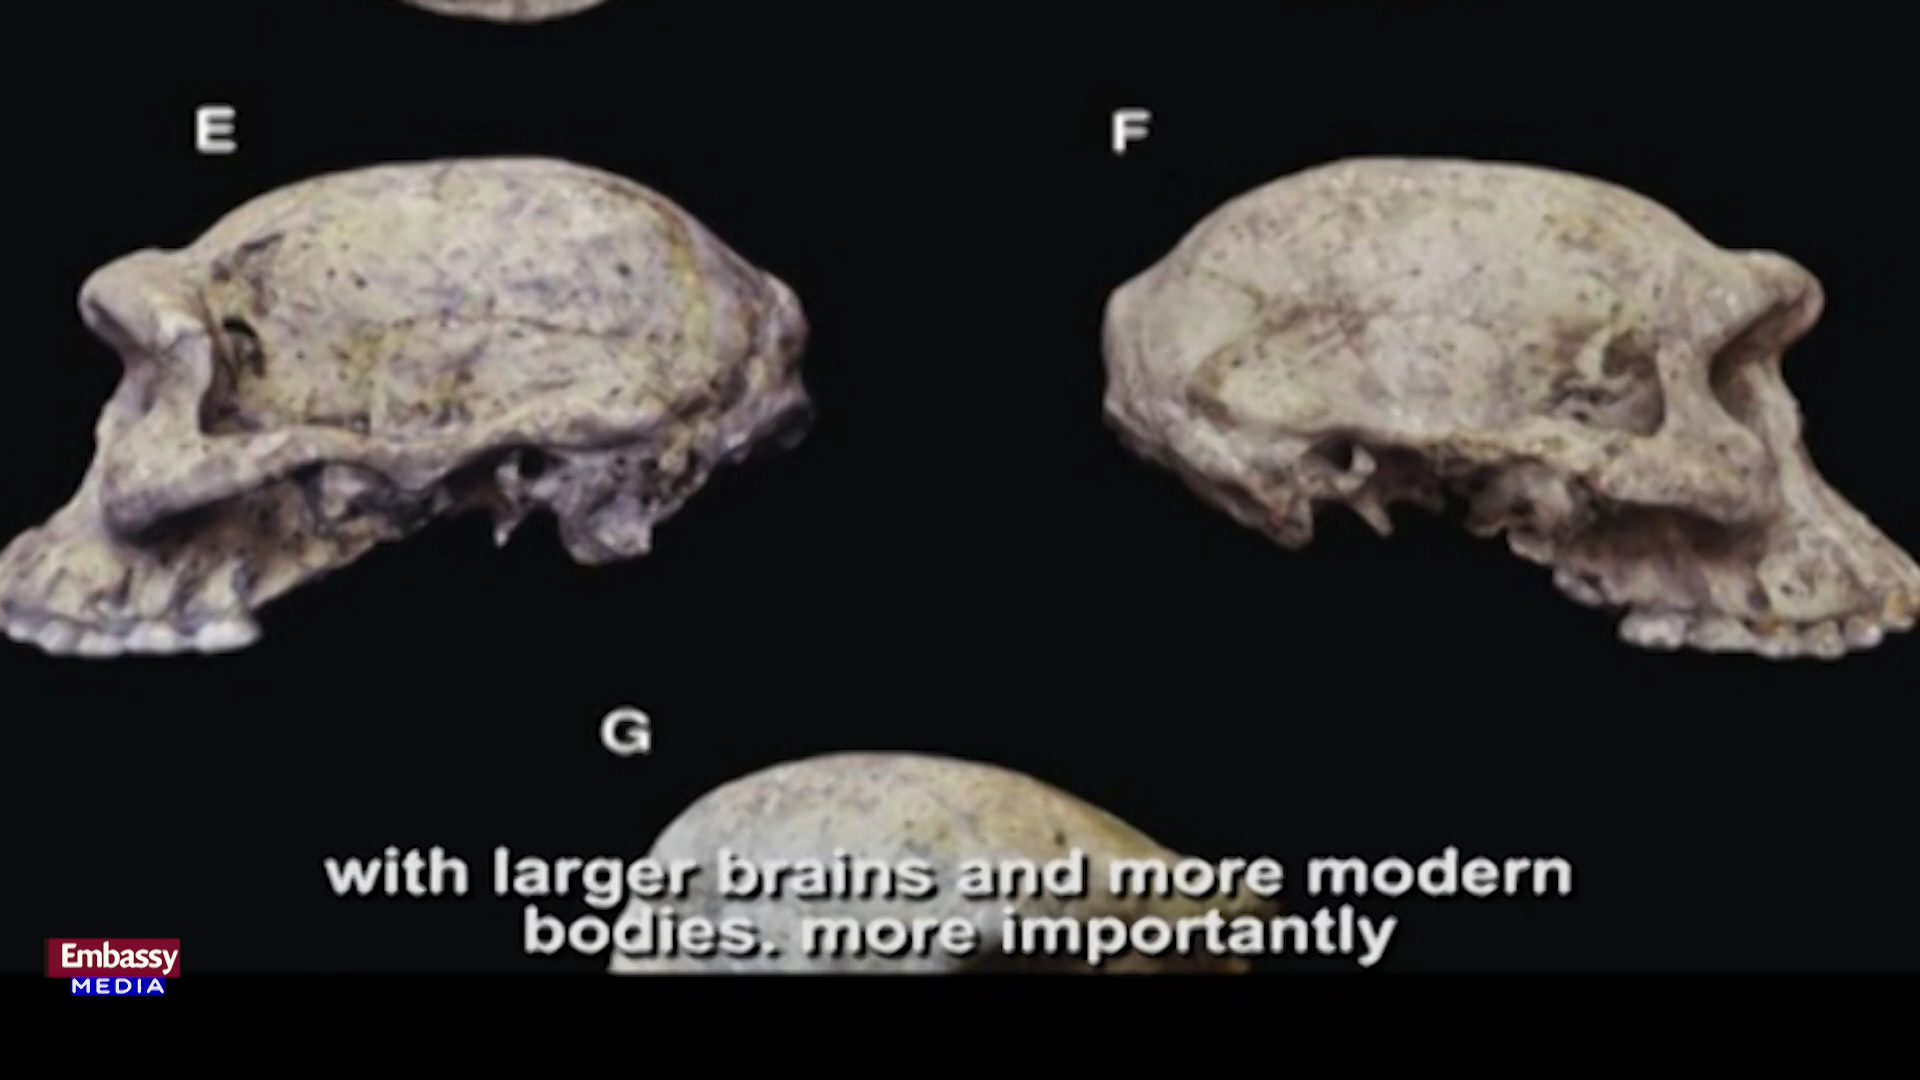 E
F
G
with larger brains and more modern
bodies. more importantly
Embassy
MEDIA